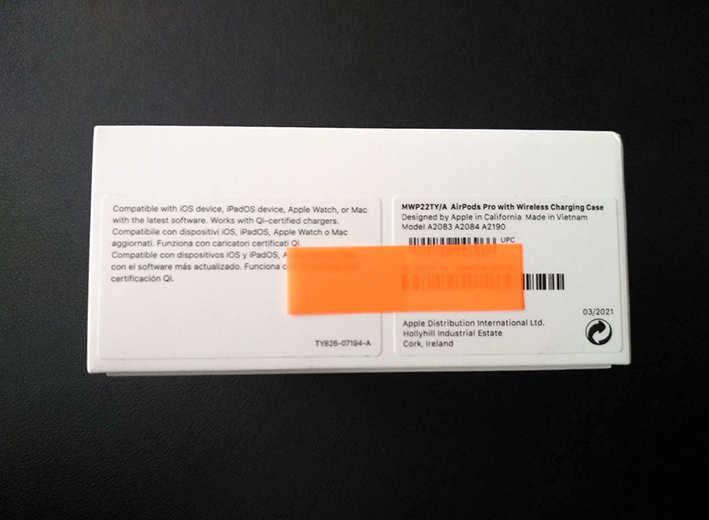 Compatible with iOS device, iPadOS device, Apple Watch, or Mac
with the latest software. Works with Qi-certified chargers.
Compatibile con dispositivi iOS, iPadOS, Apple Watch o Mac
aggiornati. Funziona con caricatori certificati Qi.
Compatible con dispositivos iOS y iPadOS,
con el software más actualizado. Funciona
certificación Qi.
TY826-07194-A
MWP22TY/A AirPods Pro with Wireless Charging Case
Designed by Apple in California Made in Vietnam
Model A2083 A2084 A2190
UPC
03/2021
Apple Distribution International Ltd.
Hollyhill Industrial Estate
Cork, Ireland